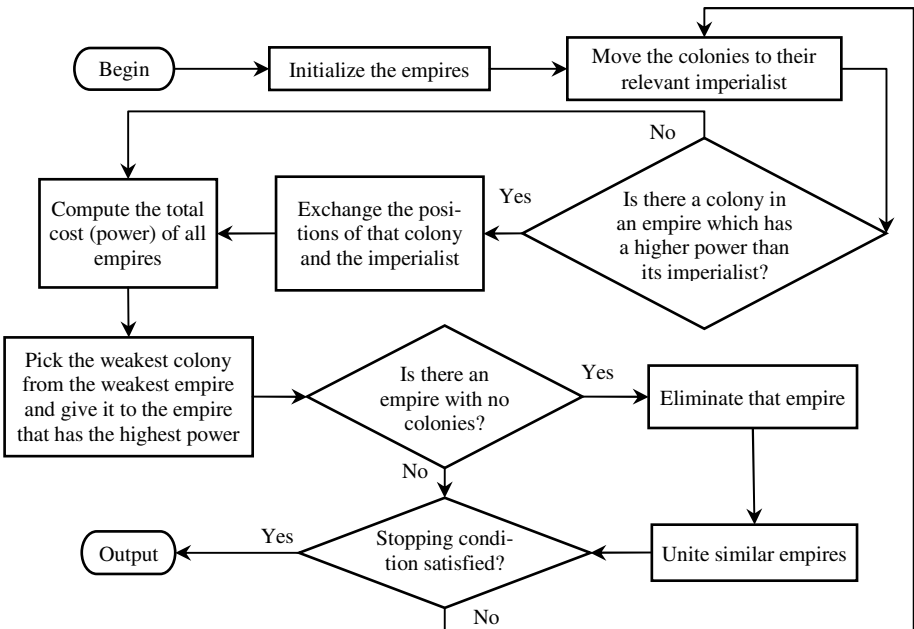 Begin
Initialize the empires
Move the colonies to their
relevant imperialist
No
Is there a colony in
an empire which has
a higher power than
its imperialist?
Yes
Exchange the posi-
tions of that colony
and the imperialist
Compute the total
cost (power) of all
empires
Pick the weakest colony
from the weakest empire
and give it to the empire
that has the highest power
Is there an
empire with no
colonies?
Yes
Eliminate that empire
No
Unite similar empires
Stopping condi-
tion satisfied?
Yes
Output
No